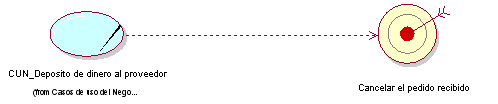 CUN_Deposito de dinero al proveedor
(from Casos de uso del Nego...
Cancelar el pedido recibido